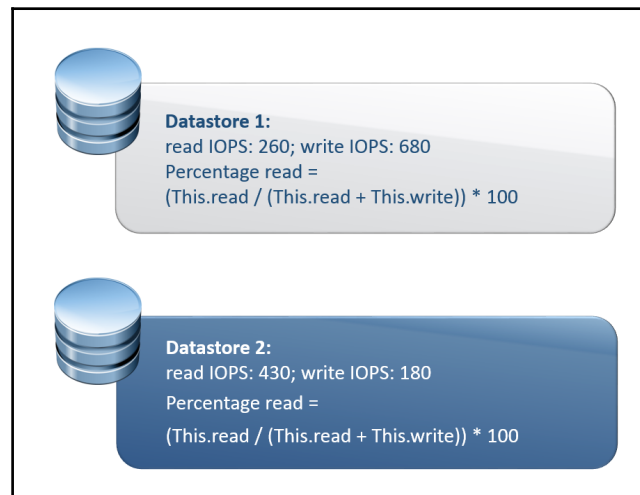 Datastore 1:
read IOPS: 260; write IOPS: 680
Percentage read =
(This.read / (This.read + This.write)) * 100
Datastore 2:
read IOPS: 430; write IOPS: 180
Percentage read =
(This.read / (This.read + This.write)) * 100